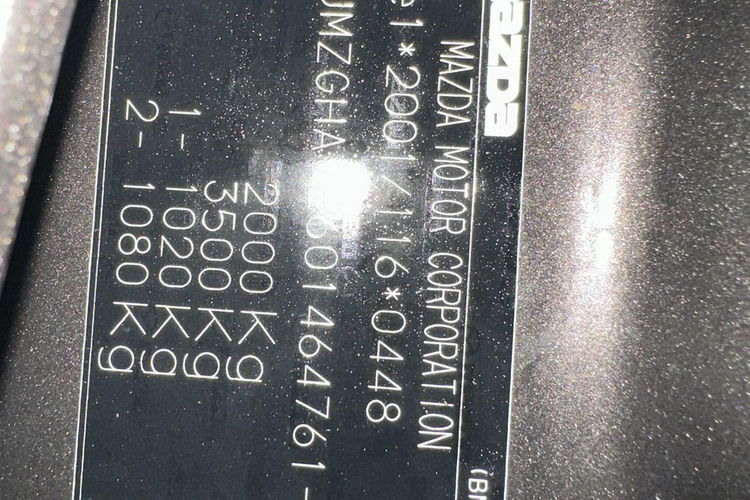 mazda
MAZDA MOTOR CORPORATION
e1*2001/116*0448
JMZGHA 601464761-
2000 Kg
3500 Kg
1- 1020 Kg
2- 1080 Kg